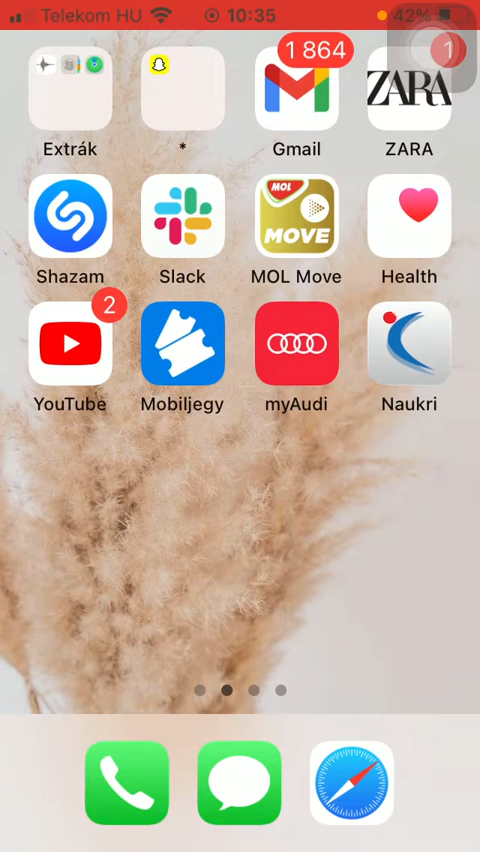 Telekom HU 10:35 42%
1 864
1
ZARA
Extrák * Gmail ZARA
MOL
MOVE
Shazam Slack MOL Move Health
2
YouTube Mobiljegy myAudi Naukri